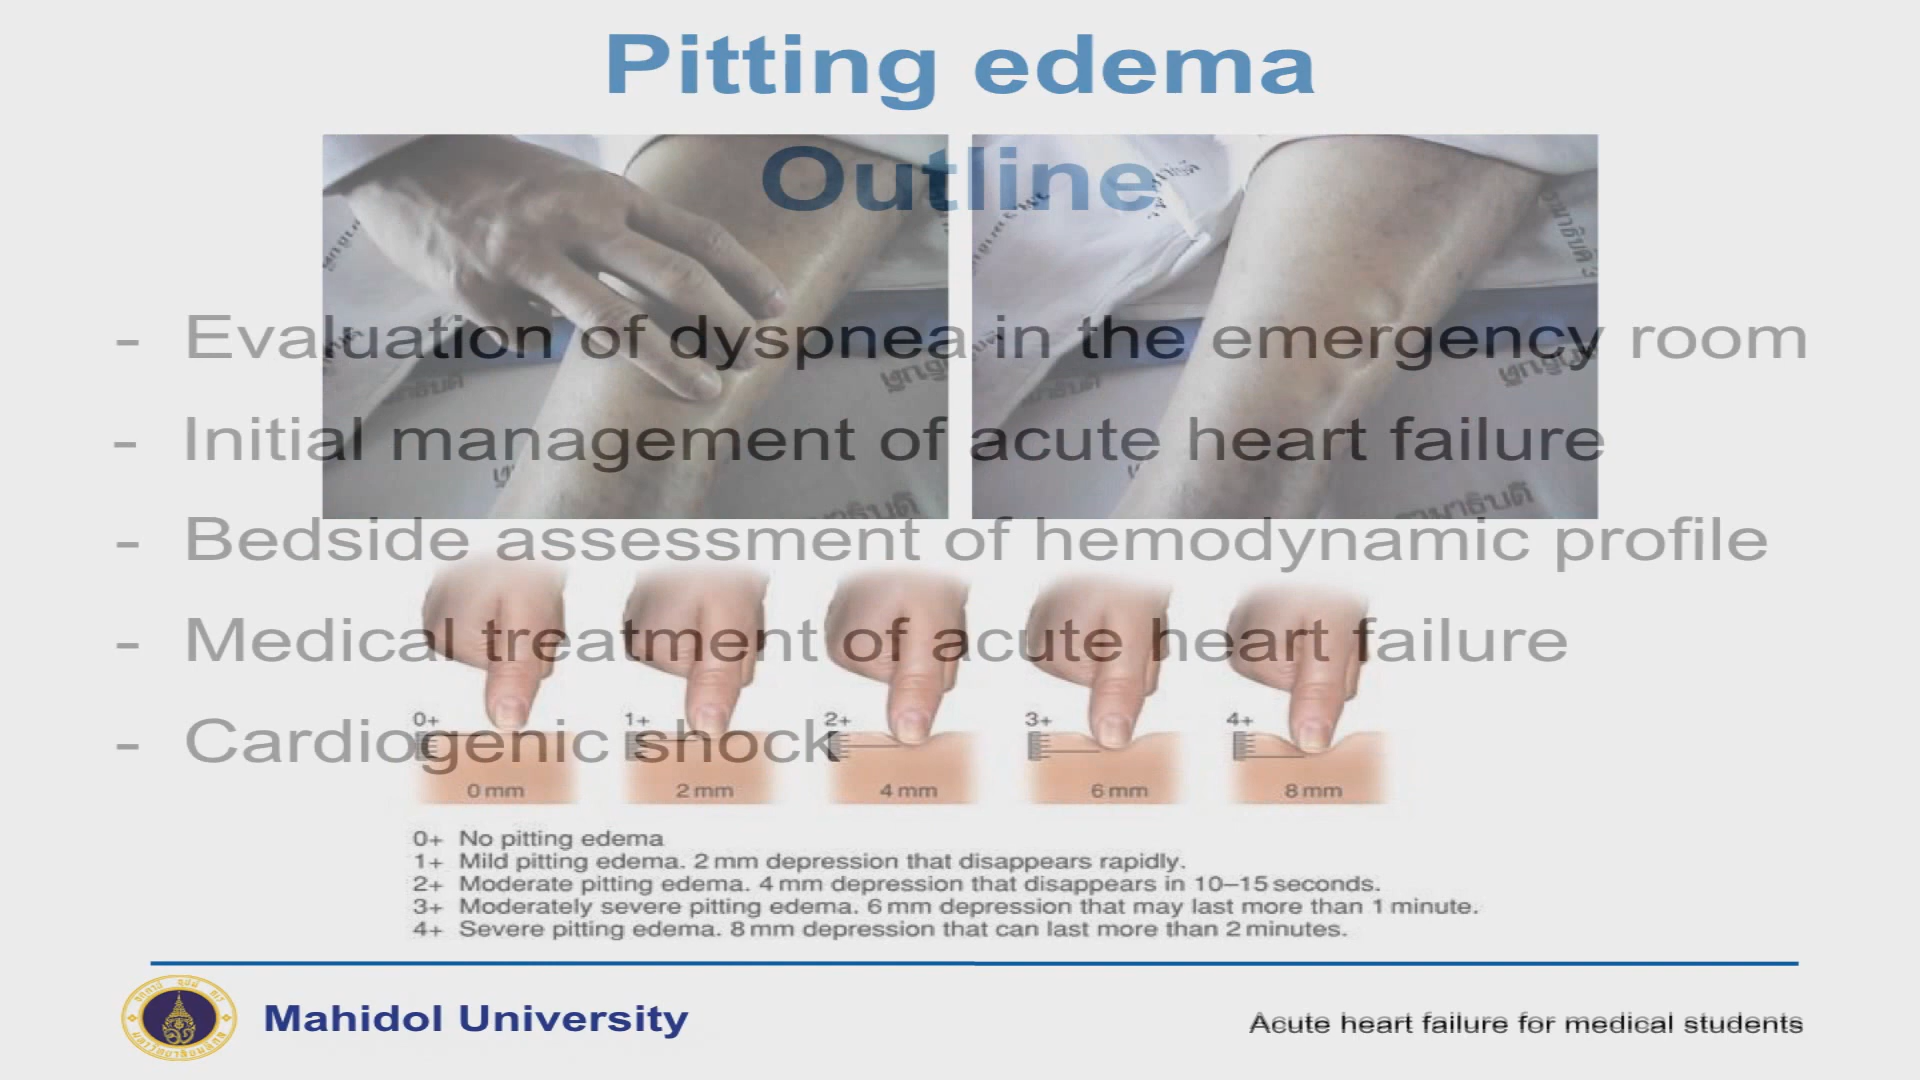 Pitting edema
Outline
- Evaluation of dyspnea in the emergency room
- Initial management of acute heart failure
- Bedside assessment of hemodynamic profile
- Medical treatment of acute heart failure
- Cardiogenic shock
0+ 1+ 2+ 3+ 4+
0 mm 2 mm 4 mm 6 mm 8 mm
0+ No pitting edema
1+ Mild pitting edema. 2 mm depression that disappears rapidly.
2+ Moderate pitting edema. 4 mm depression that disappears in 10–15 seconds.
3+ Moderately severe pitting edema. 6 mm depression that may last more than 1 minute.
4+ Severe pitting edema. 8 mm depression that can last more than 2 minutes.
Mahidol University
Acute heart failure for medical students